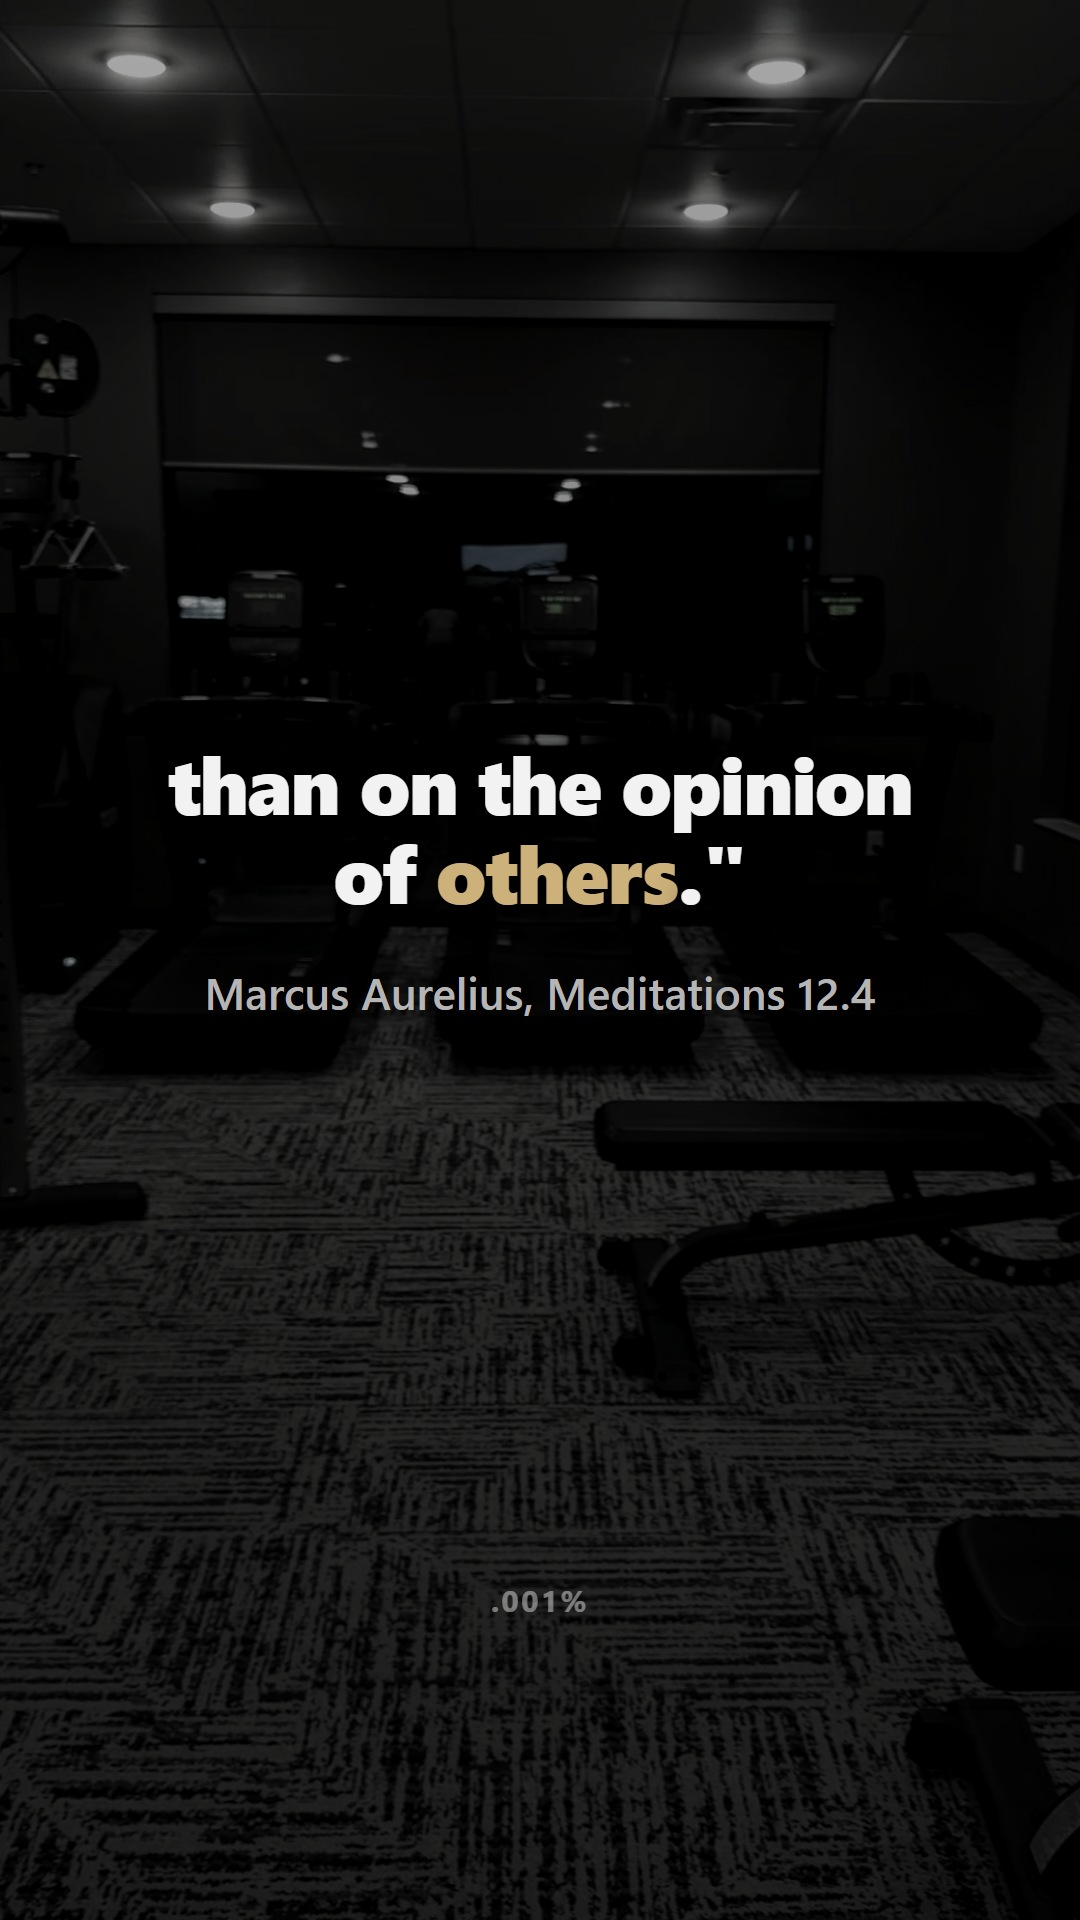 than on the opinion
of others."
Marcus Aurelius, Meditations 12.4
.001%